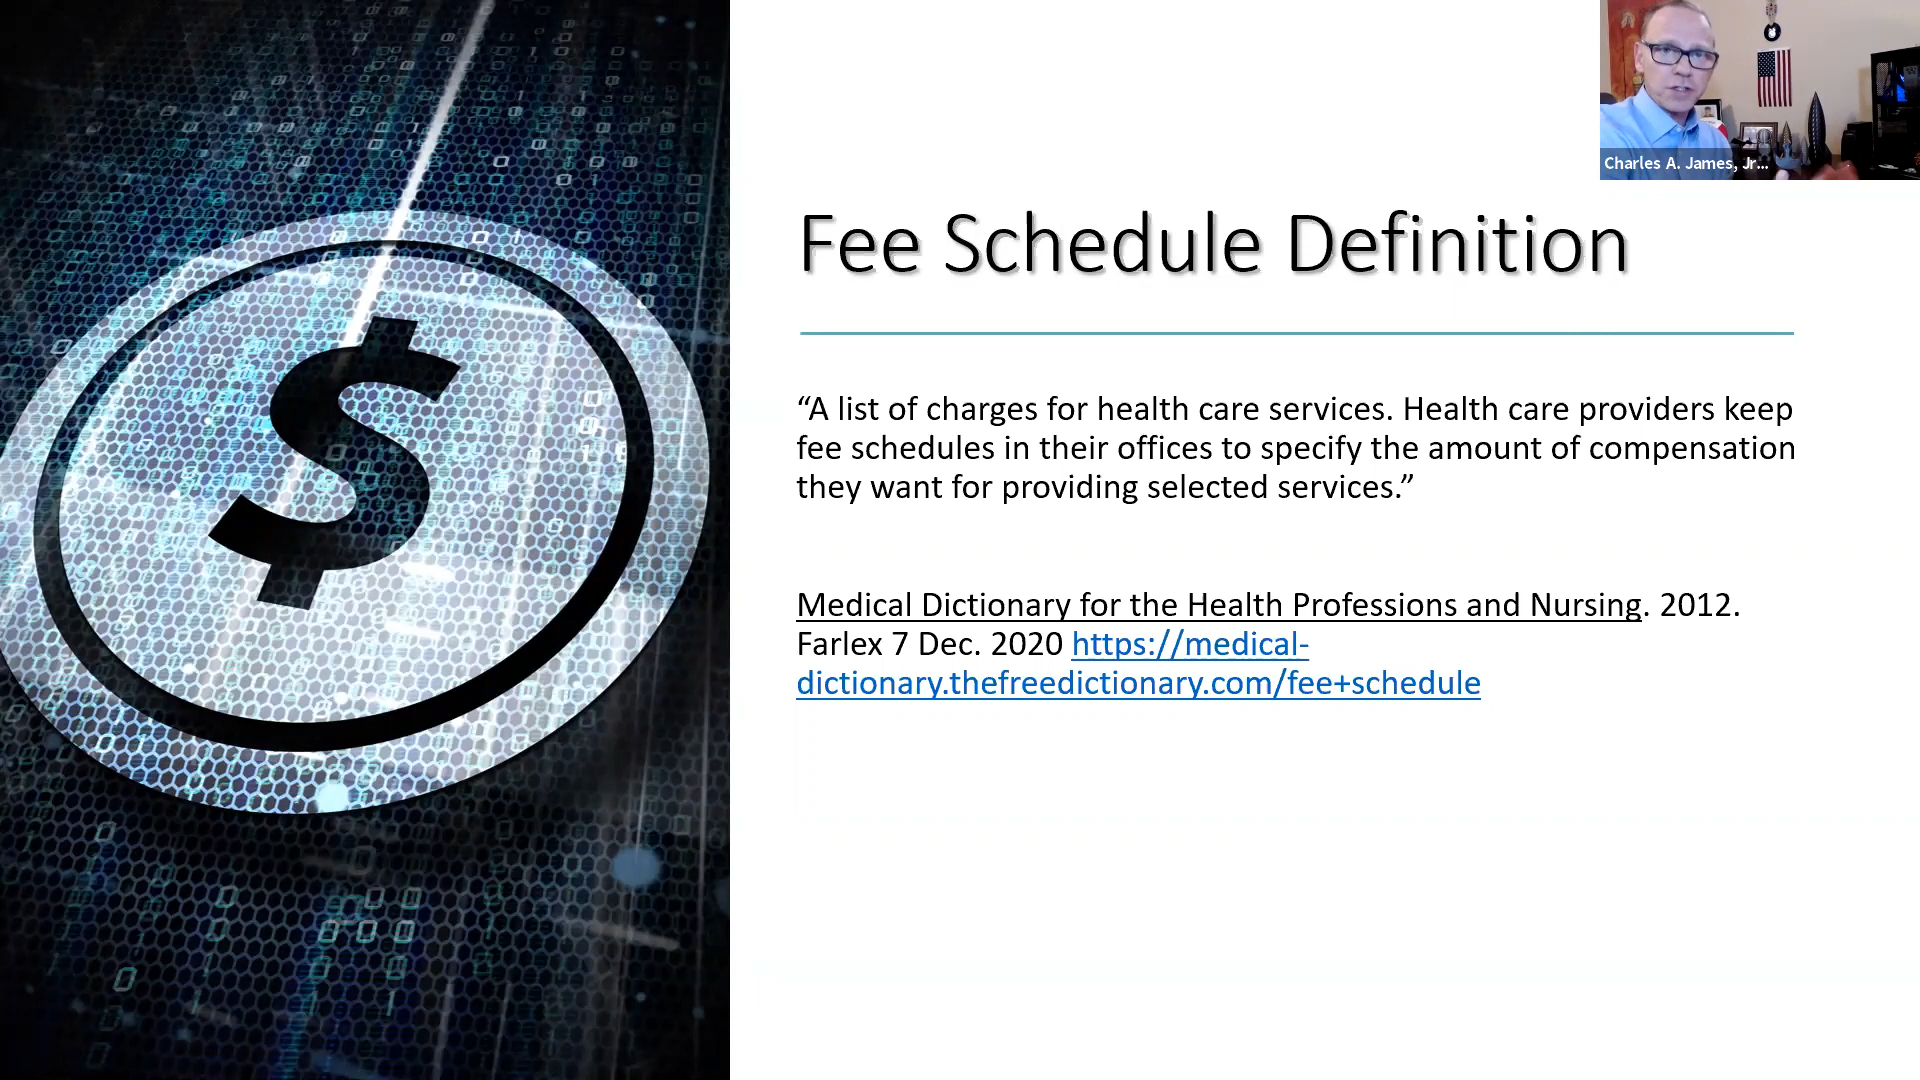 Charles A. James, Jr...
Fee Schedule Definition
“A list of charges for health care services. Health care providers keep
fee schedules in their offices to specify the amount of compensation
they want for providing selected services.”
Medical Dictionary for the Health Professions and Nursing. 2012.
Farlex 7 Dec. 2020 https://medical-
dictionary.thefreedictionary.com/fee+schedule